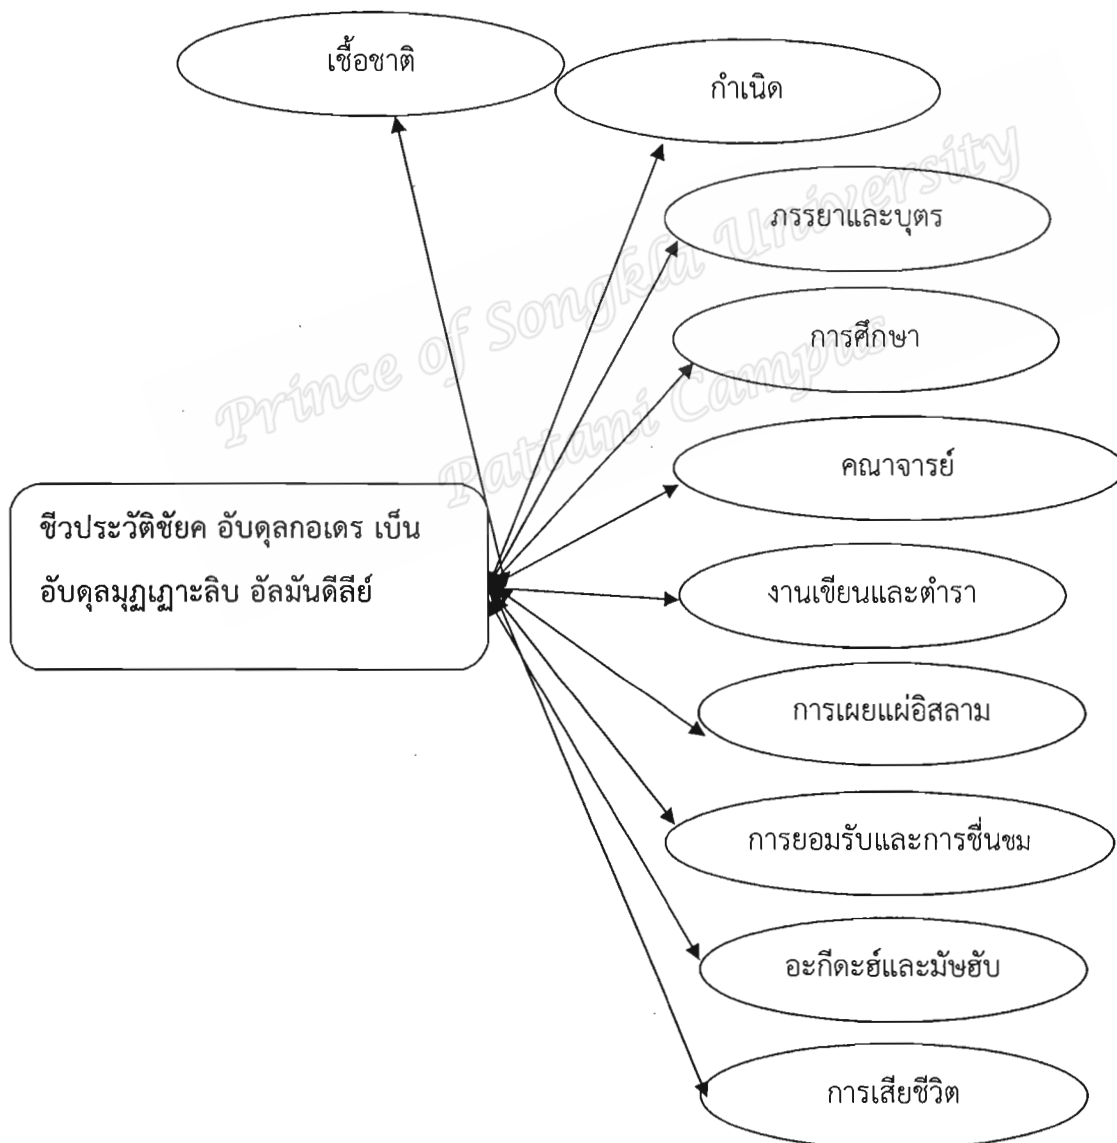 เชื้อชาติ
กำเนิด
ภรรยาและบุตร
การศึกษา
คณาจารย์
ชีวประวัติชัยค อับดุลกอเดร เบ็น
อับดุลมุฏเฏาะลิบ อัลมันดีลีย์
งานเขียนและตำรา
การเผยแผ่อิสลาม
การยอมรับและการชื่นชม
อะกีดะฮ์และมัษฮับ
การเสียชีวิต
Prince of Songkla University
Pattani Campus